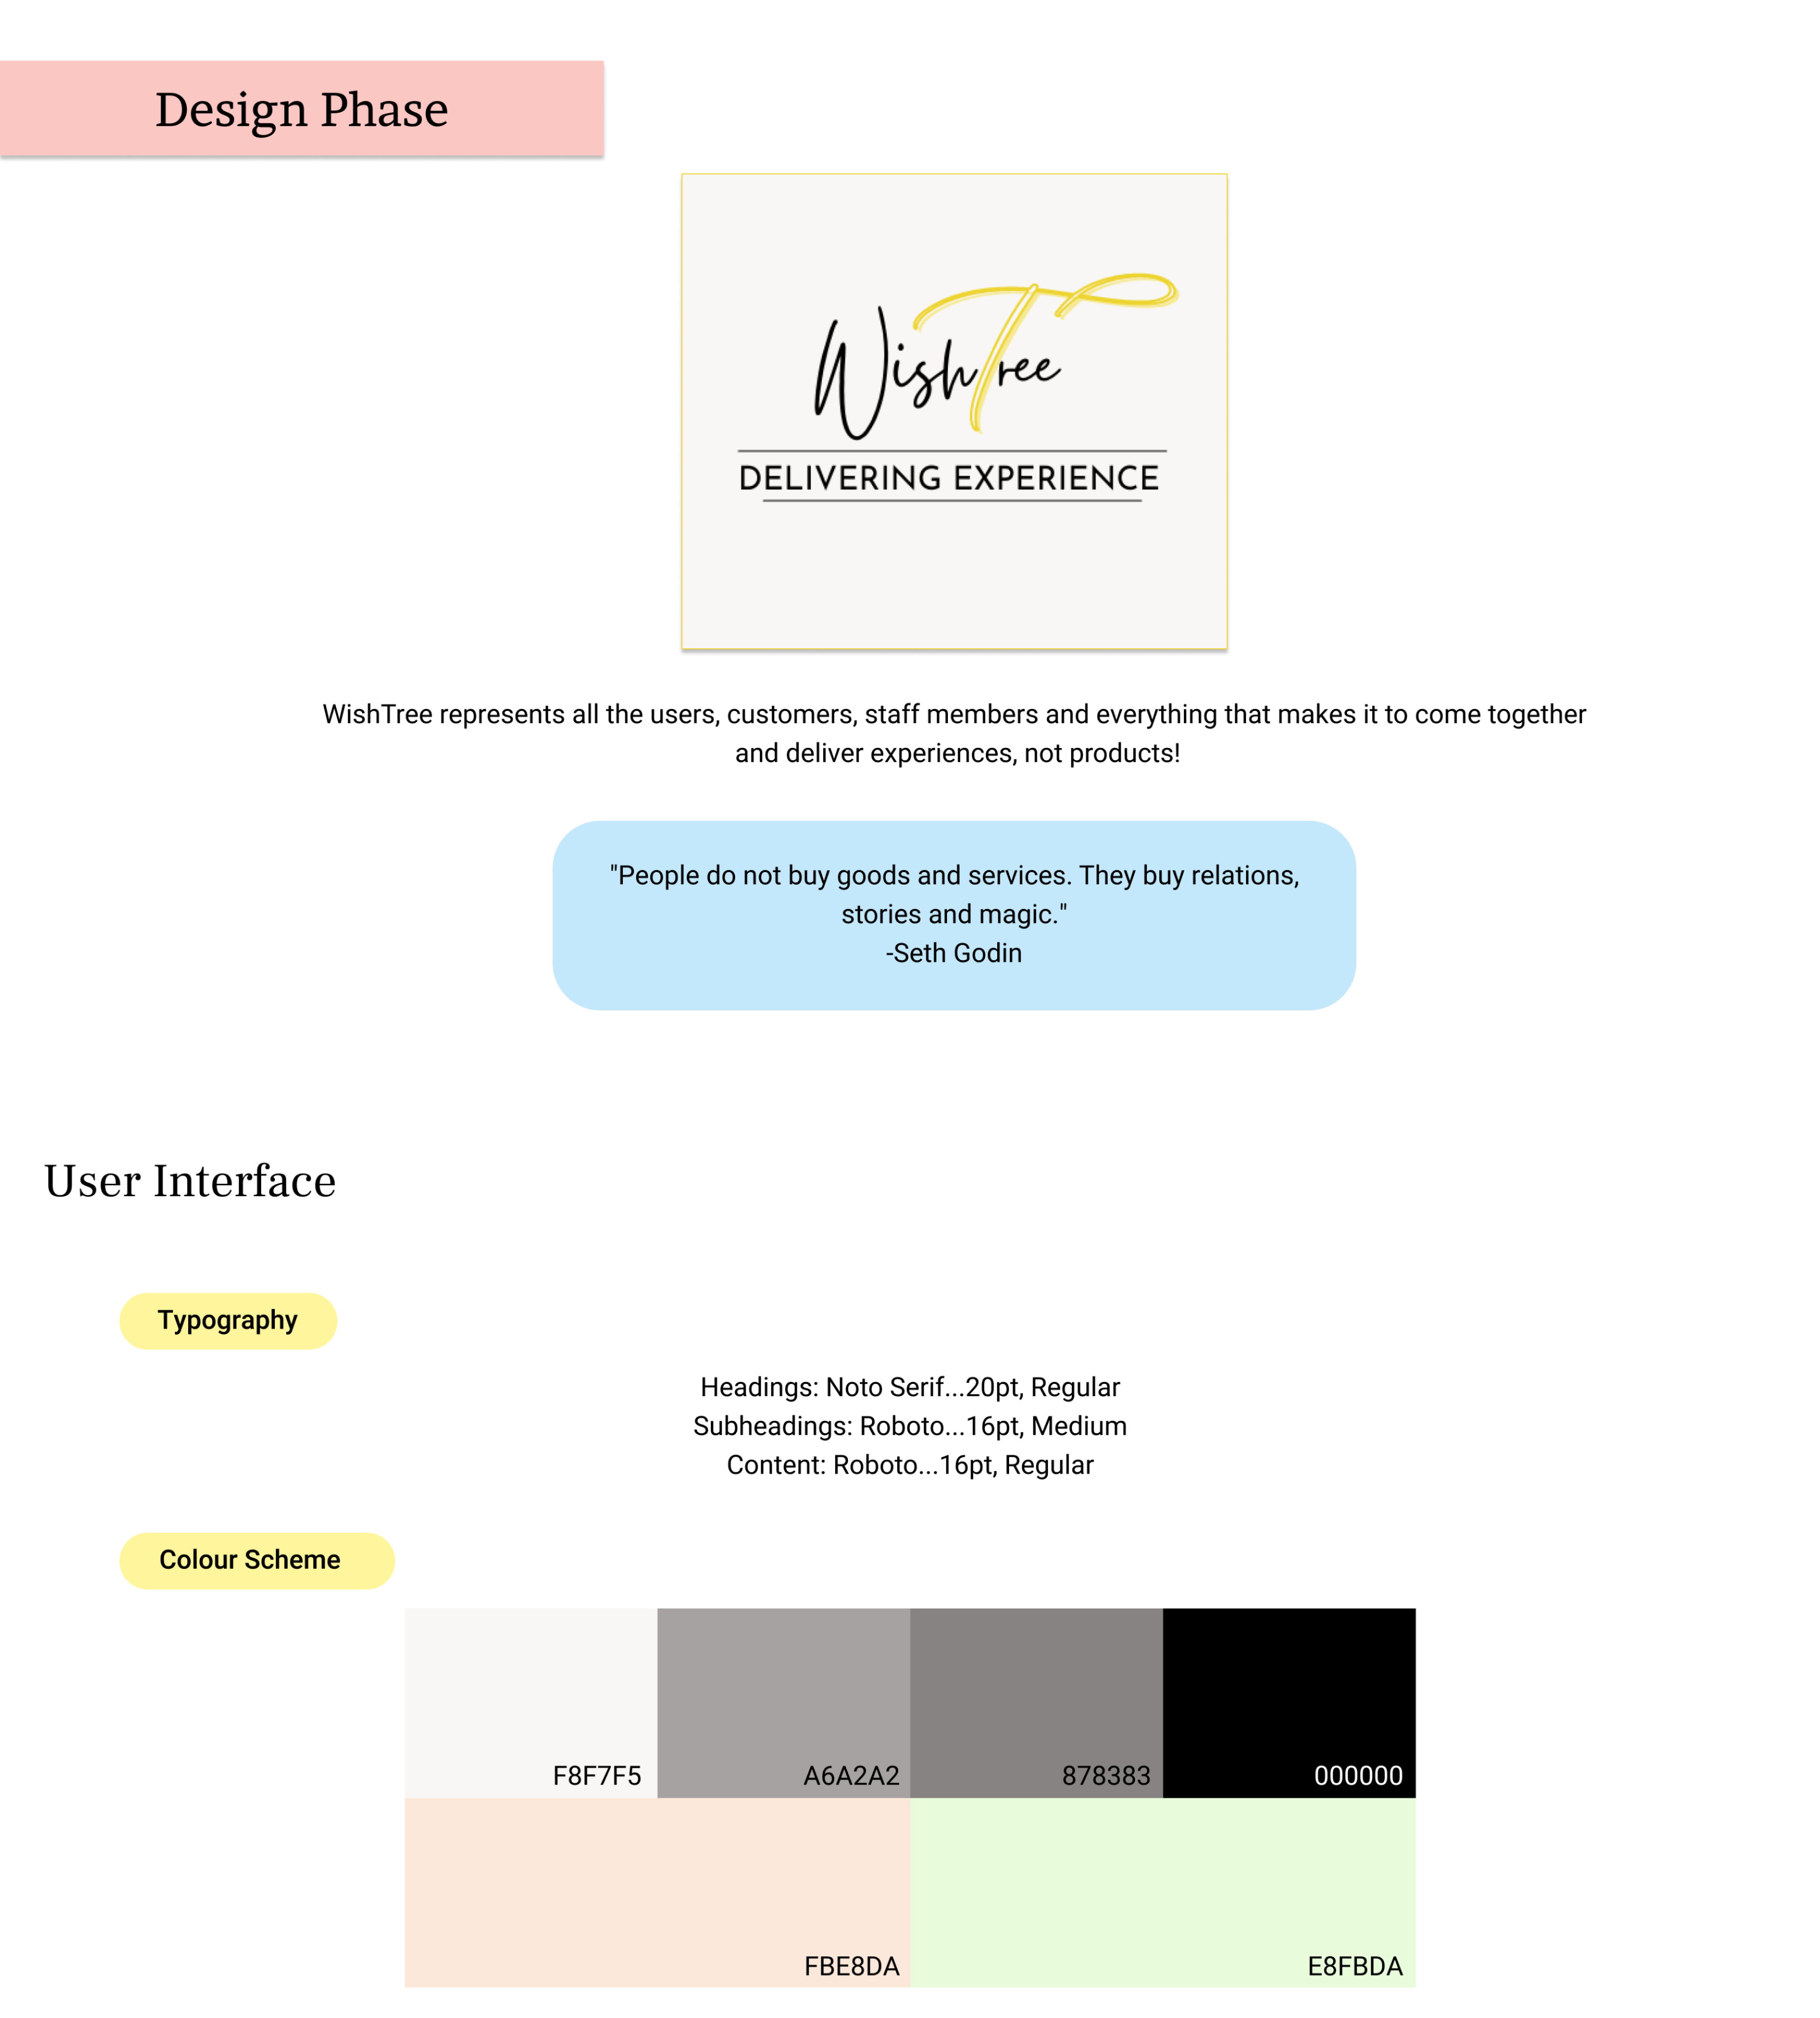 Design Phase
WishTree
DELIVERING EXPERIENCE
WishTree represents all the users, customers, staff members and everything that makes it to come together
and deliver experiences, not products!
"People do not buy goods and services. They buy relations,
stories and magic."
-Seth Godin
User Interface
Typography
Headings: Noto Serif...20pt, Regular
Subheadings: Roboto...16pt, Medium
Content: Roboto...16pt, Regular
Colour Scheme
F8F7F5 A6A2A2 878383 000000
FBE8DA E8FBDA